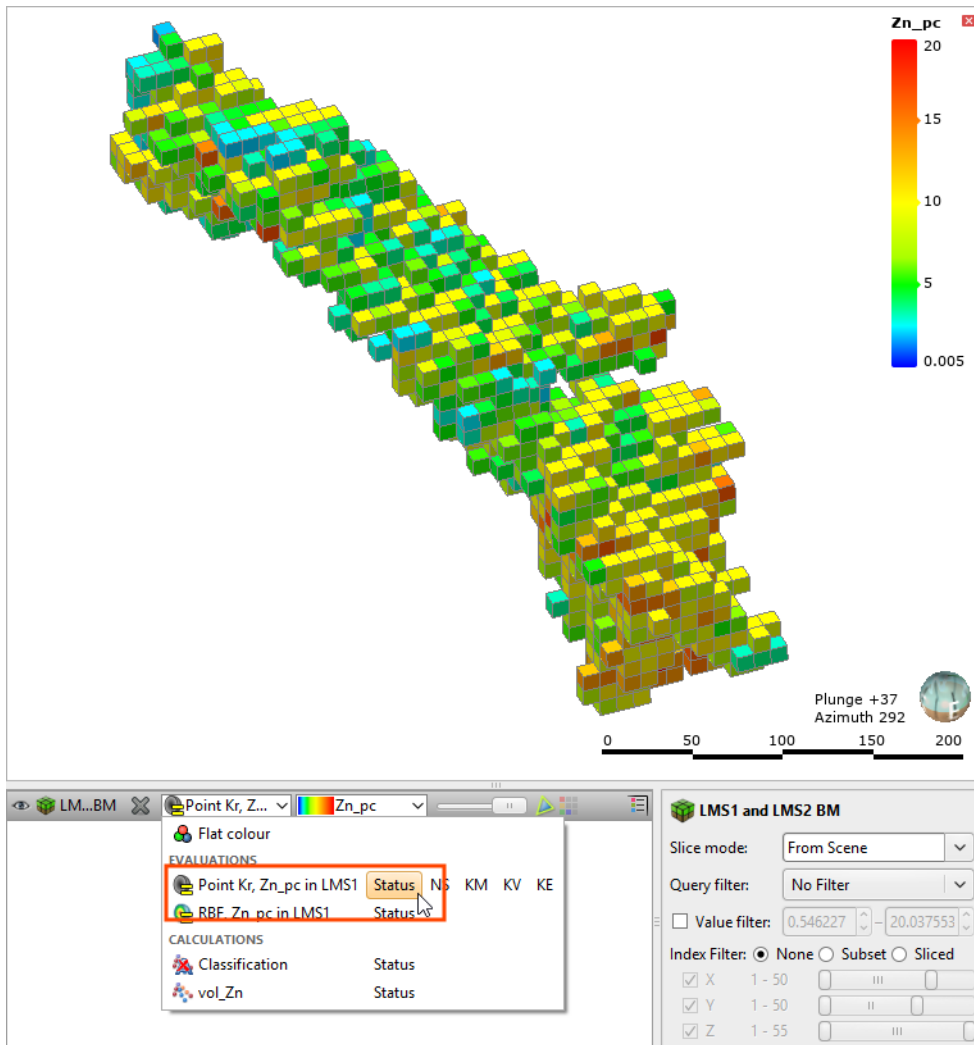 Zn_pc
20
15
10
5
0.005
Plunge +37
Azimuth 292
0 50 100 150 200
LM...BM
Point Kr, Z...
Zn_pc
Flat colour
EVALUATIONS
Point Kr, Zn_pc in LMS1 Status NS KM KV KE
RBF, Zn_pc in LMS1 Status
CALCULATIONS
Classification Status
vol_Zn Status
LMS1 and LMS2 BM
Slice mode: From Scene
Query filter: No Filter
Value filter: 0.546227 – 20.037553
Index Filter: None Subset Sliced
X 1 - 50
Y 1 - 50
Z 1 - 55